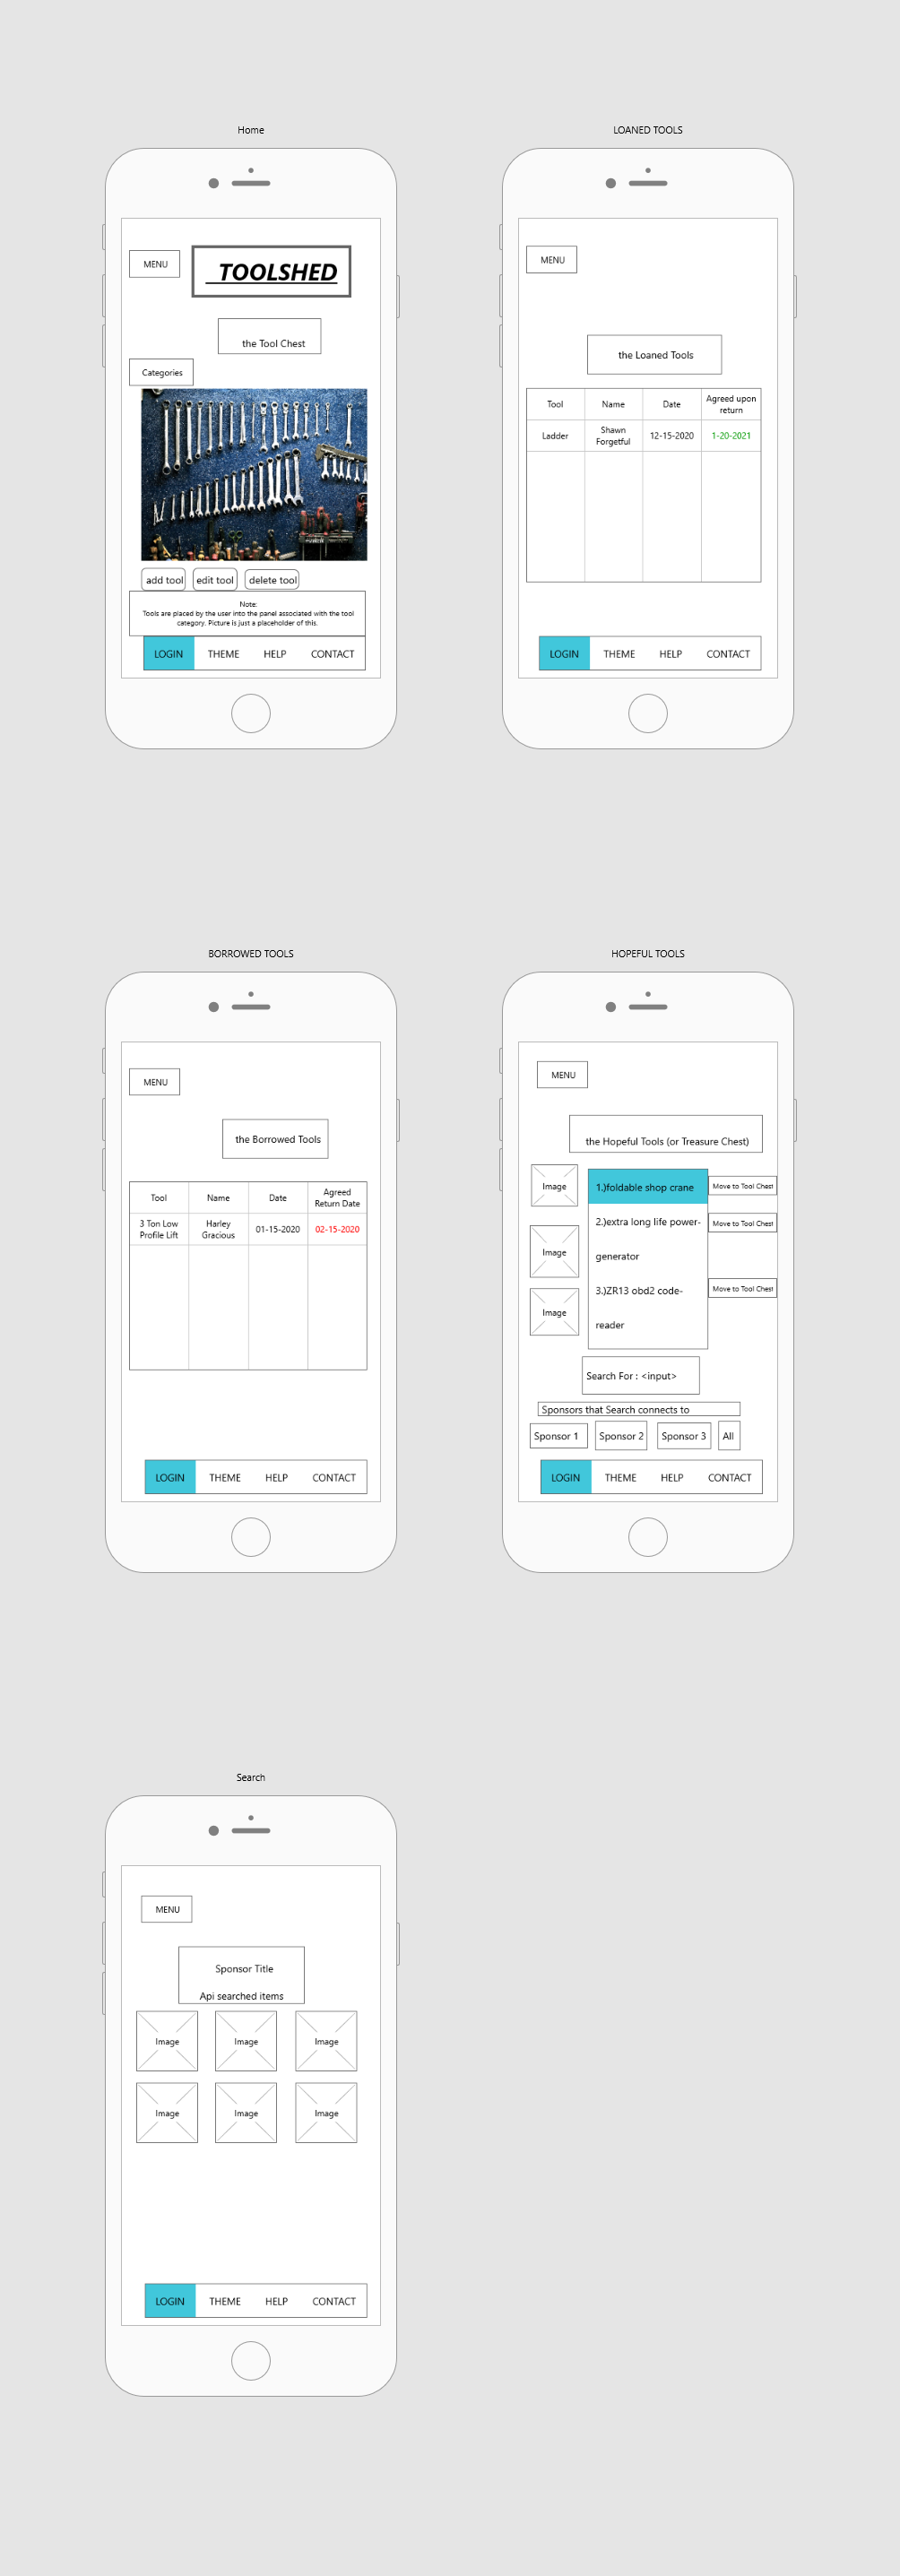 Home
MENU
TOOLSHED
the Tool Chest
Categories
add tool
edit tool
delete tool
Note:
Tools are placed by the user into the panel associated with the tool
category. Picture is just a placeholder of this.
LOGIN THEME HELP CONTACT
LOANED TOOLS
MENU
the Loaned Tools
Tool Name Date Agreed upon
return
Ladder Shawn
Forgetful 12-15-2020 1-20-2021
LOGIN THEME HELP CONTACT
BORROWED TOOLS
MENU
the Borrowed Tools
Tool Name Date Agreed
Return Date
3 Ton Low
Profile Lift
Harley
Gracious
01-15-2020 02-15-2020
LOGIN THEME HELP CONTACT
HOPEFUL TOOLS
MENU
the Hopeful Tools (or Treasure Chest)
Image
1.)foldable shop crane
Move to Tool Chest
Image
2.)extra long life power-
generator
Move to Tool Chest
Image
3.)ZR13 obd2 code-
reader
Move to Tool Chest
Search For : <input>
Sponsors that Search connects to
Sponsor 1 Sponsor 2 Sponsor 3 All
LOGIN THEME HELP CONTACT
Search
MENU
Sponsor Title
Api searched items
Image Image Image
Image Image Image
LOGIN THEME HELP CONTACT